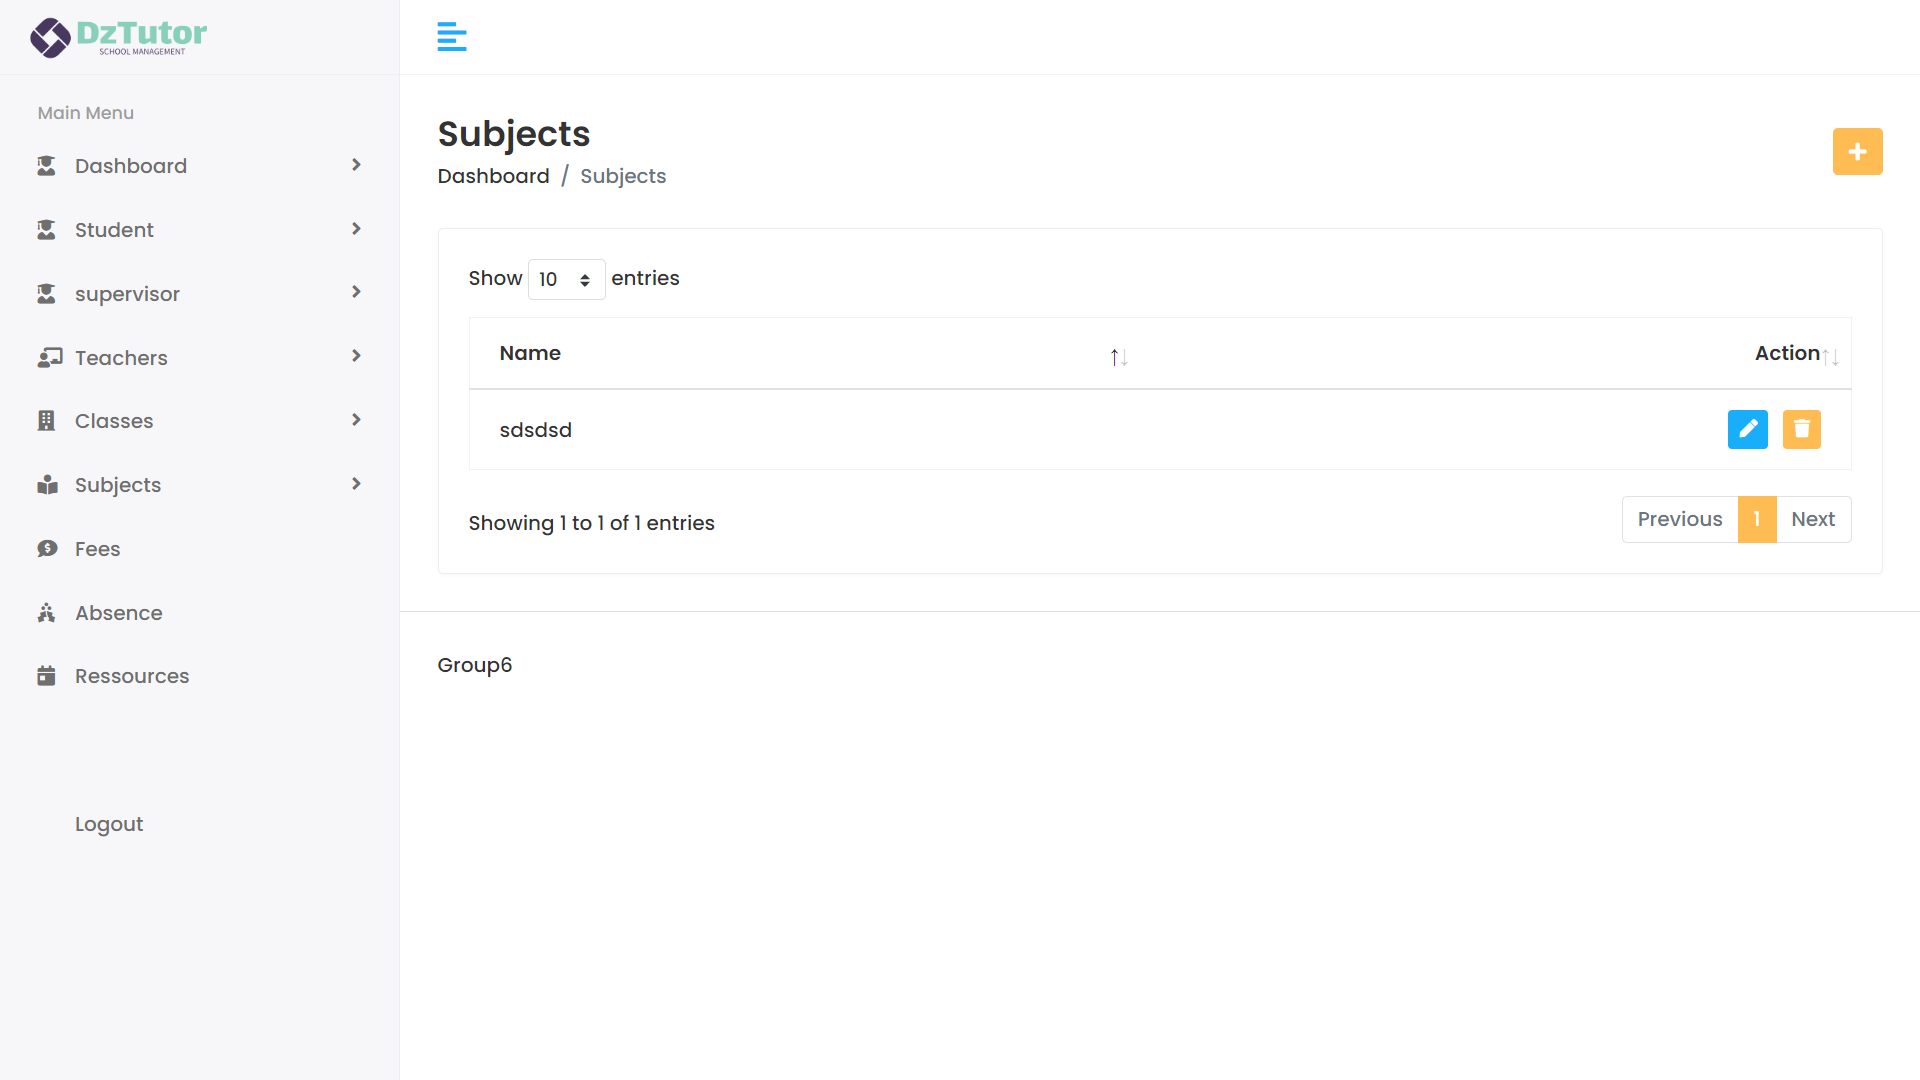 DzTutor
SCHOOL MANAGEMENT
Main Menu
Dashboard
Student
supervisor
Teachers
Classes
Subjects
Fees
Absence
Ressources
Logout
Subjects
Dashboard / Subjects
Show 10 entries
Name Action
sdsdsd
Showing 1 to 1 of 1 entries
Previous 1 Next
Group6